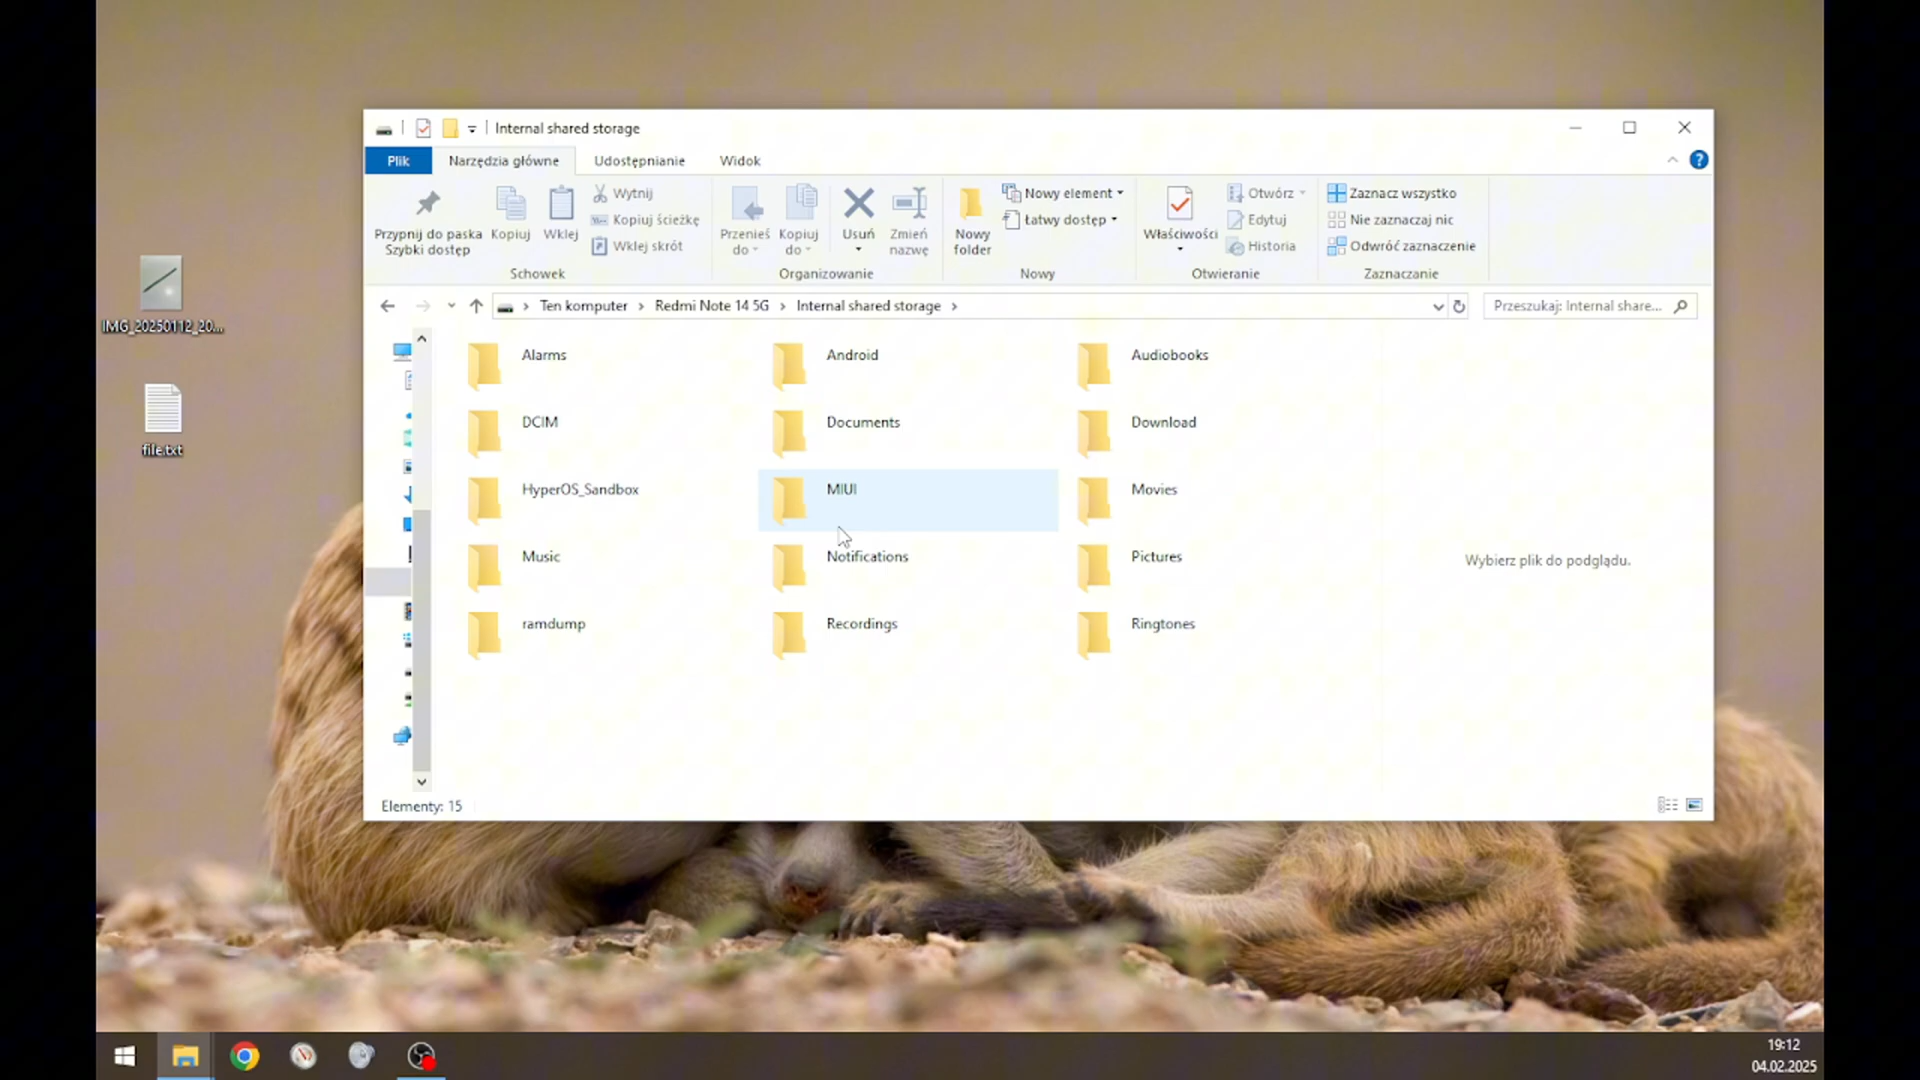 Internal shared storage
Plik Narzędzia główne Udostępnianie Widok
Przypnij do paska
Szybki dostęp
Kopiuj
Wklej
Wytnij
Kopiuj ścieżkę
Wklej skrót
Schowek
Przenieś
do
Kopiuj
do
Usuń
Zmień
nazwę
Organizowanie
Nowy
folder
Nowy element
Łatwy dostęp
Nowy
Właściwości
Otwórz
Edytuj
Historia
Otwieranie
Zaznacz wszystko
Nie zaznaczaj nic
Odwróć zaznaczenie
Zaznaczanie
Ten komputer Redmi Note 14 5G Internal shared storage
Przeszukaj: Internal share...
Alarms Android Audiobooks
DCIM Documents Download
HyperOS_Sandbox MIUI Movies
Music Notifications Pictures
ramdump Recordings Ringtones
Wybierz plik do podglądu.
Elementy: 15
IMG_20250112_20...
file.txt
19:12
04.02.2025